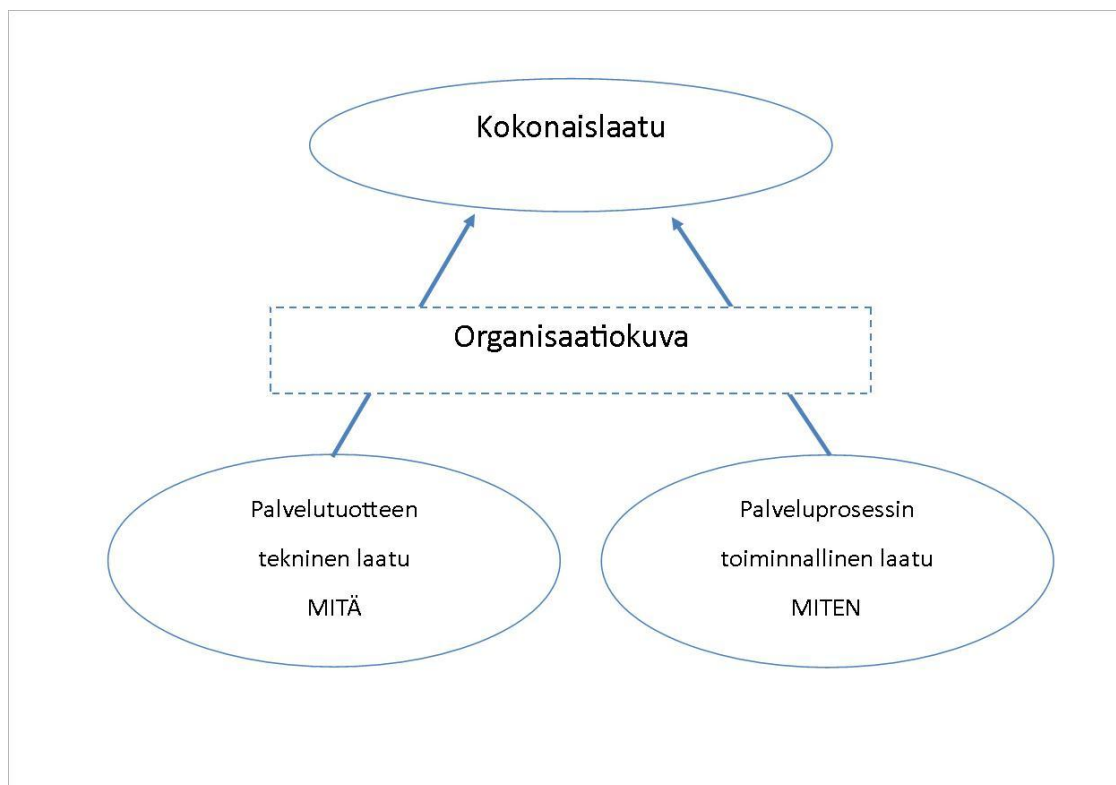 Kokonaislaatu
Organisaatiokuva
Palvelutuotteen
tekninen laatu
MITÄ
Palveluprosessin
toiminnallinen laatu
MITEN